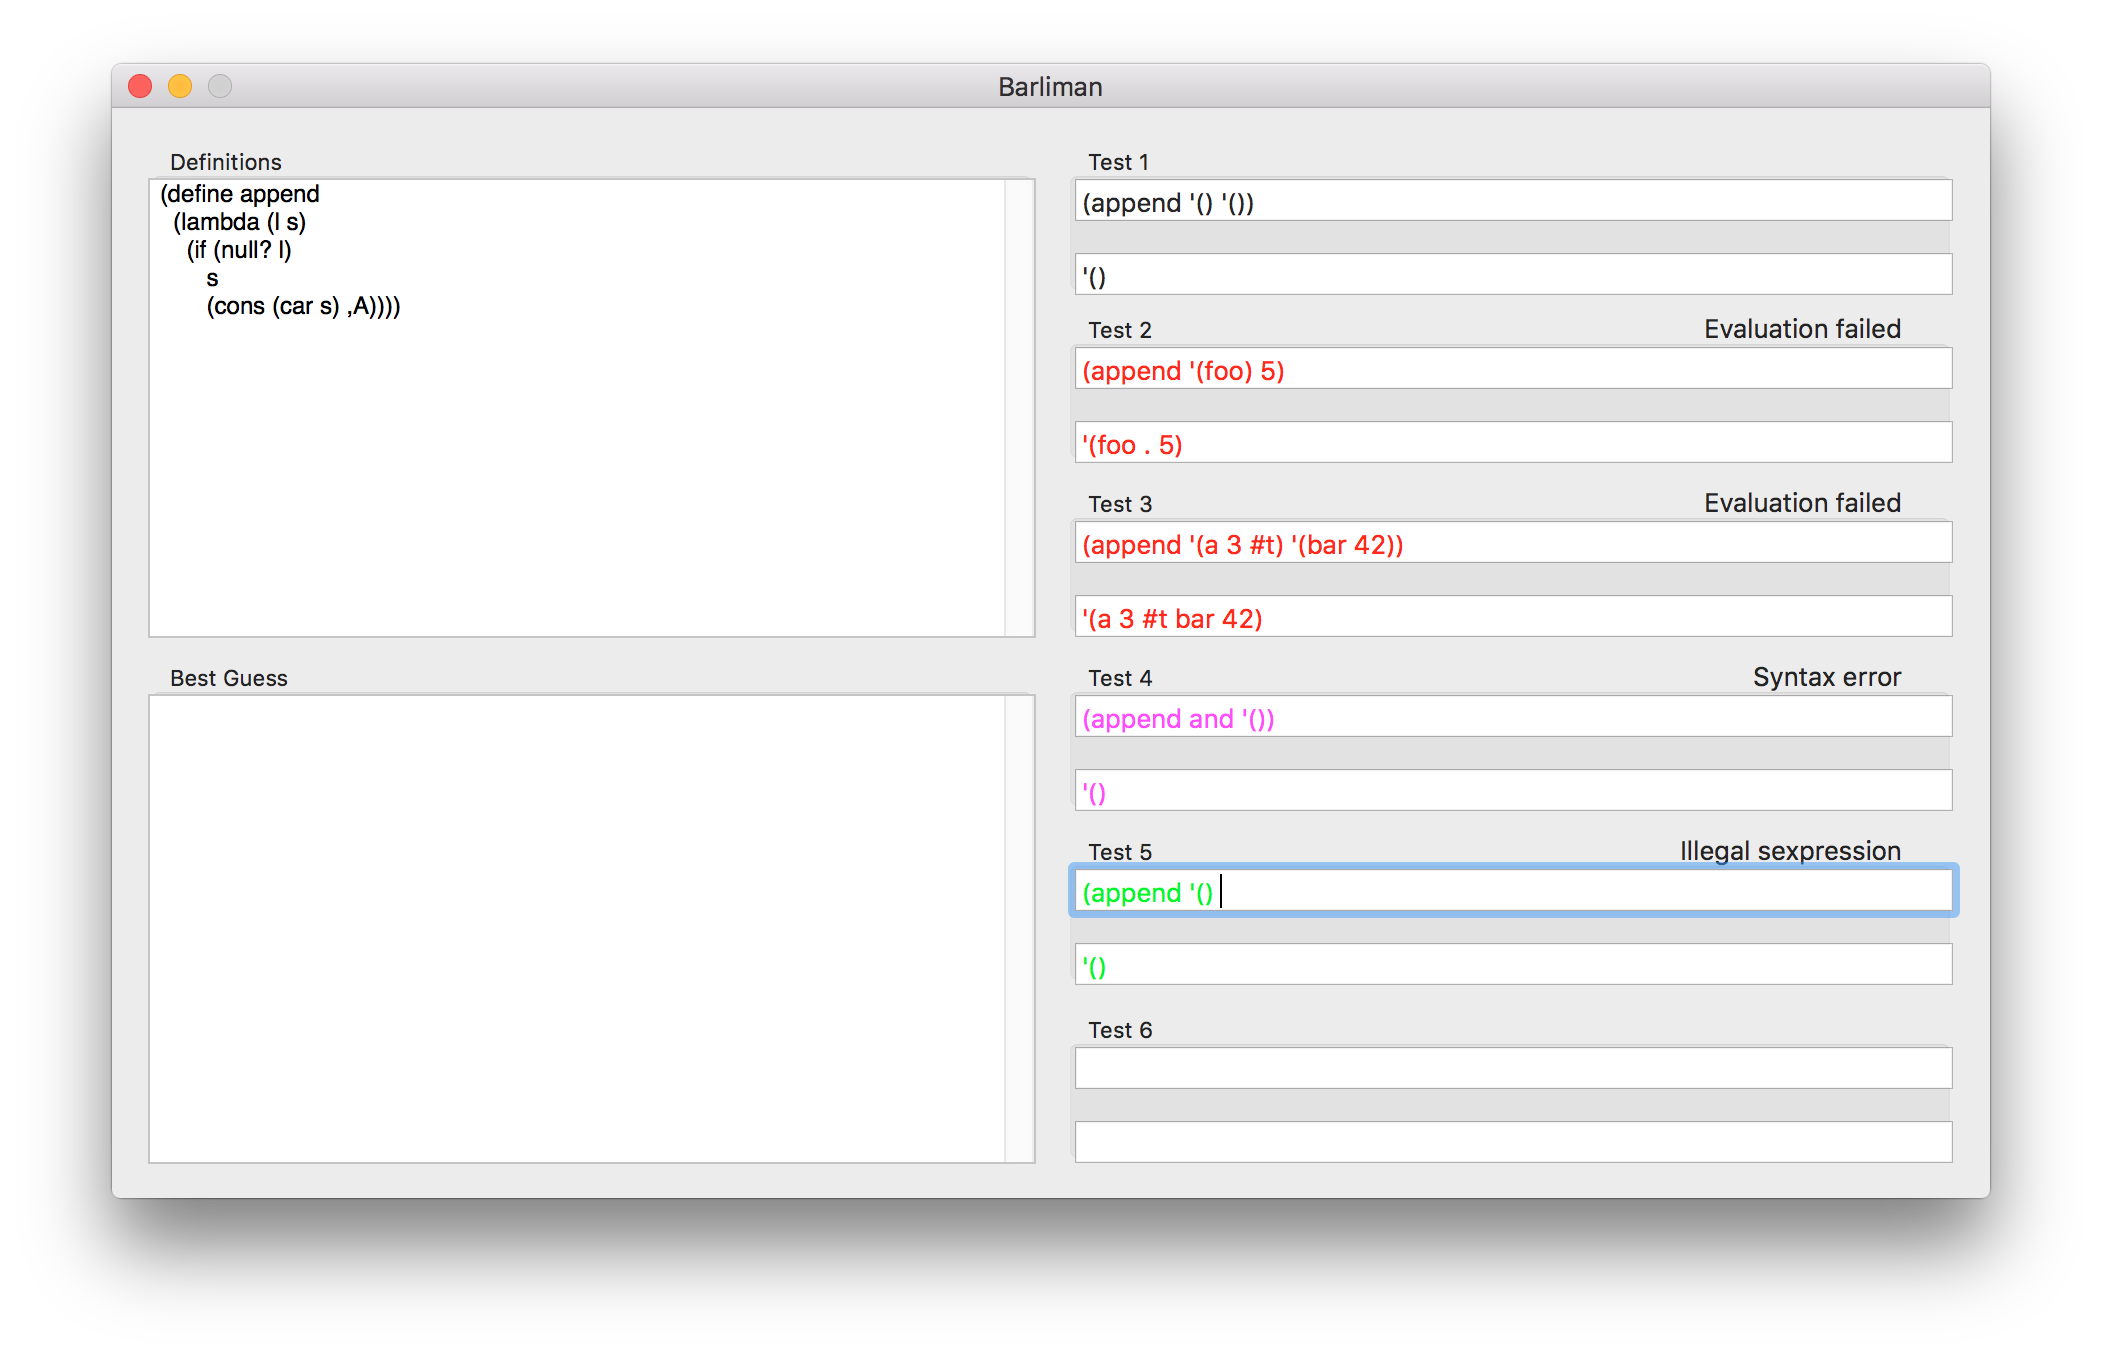 Barliman
Definitions
(define append
(lambda (l s)
(if (null? l)
s
(cons (car s) ,A))))
Best Guess
Test 1
(append '() '())
'()
Test 2 Evaluation failed
(append '(foo) 5)
'(foo . 5)
Test 3 Evaluation failed
(append '(a 3 #t) '(bar 42))
'(a 3 #t bar 42)
Test 4 Syntax error
(append and '())
'()
Test 5 Illegal sexpression
(append '()
'()
Test 6